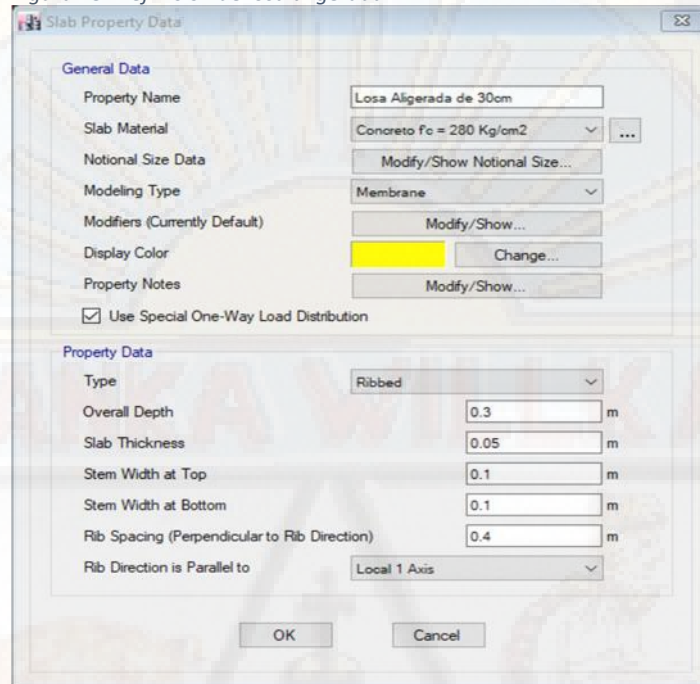 Slab Property Data
General Data
Property Name Losa Aligerada de 30cm
Slab Material Concreto f'c = 280 Kg/cm2 ...
Notional Size Data Modify/Show Notional Size...
Modeling Type Membrane
Modifiers (Currently Default) Modify/Show...
Display Color Change...
Property Notes Modify/Show...
Use Special One-Way Load Distribution
Property Data
Type Ribbed
Overall Depth 0.3 m
Slab Thickness 0.05 m
Stem Width at Top 0.1 m
Stem Width at Bottom 0.1 m
Rib Spacing (Perpendicular to Rib Direction) 0.4 m
Rib Direction is Parallel to Local 1 Axis
OK Cancel